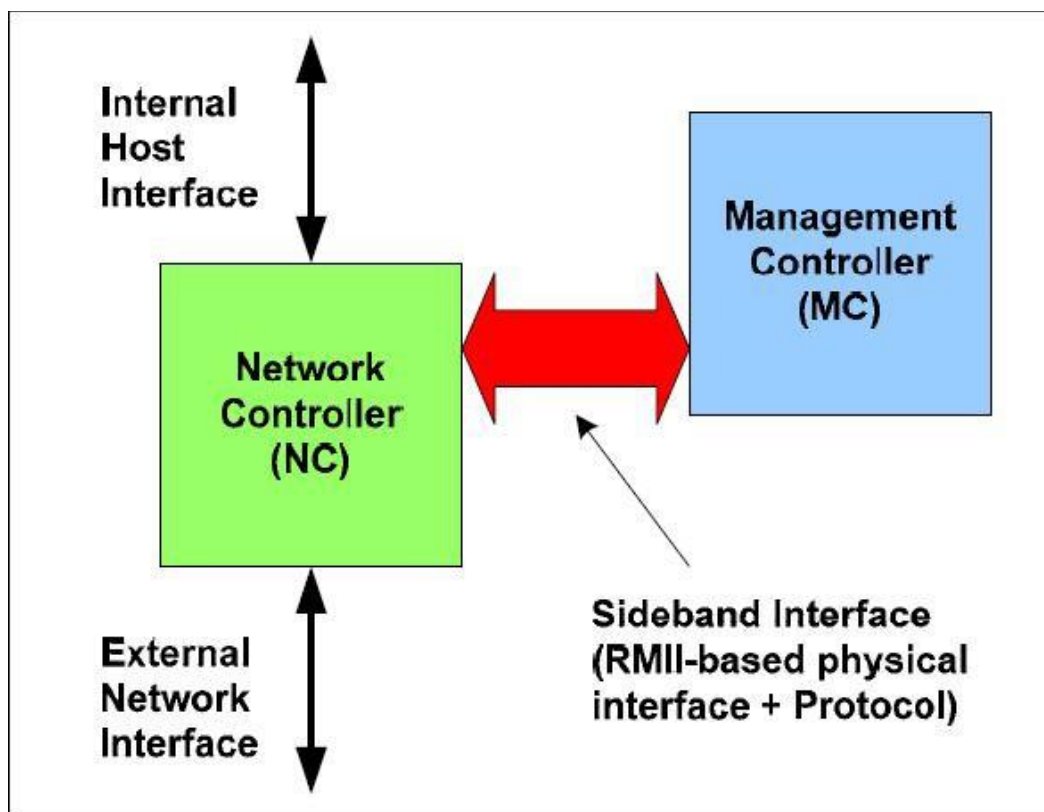 Internal
Host
Interface
Management
Controller
(MC)
Network
Controller
(NC)
Sideband Interface
(RMII-based physical
interface + Protocol)
External
Network
Interface